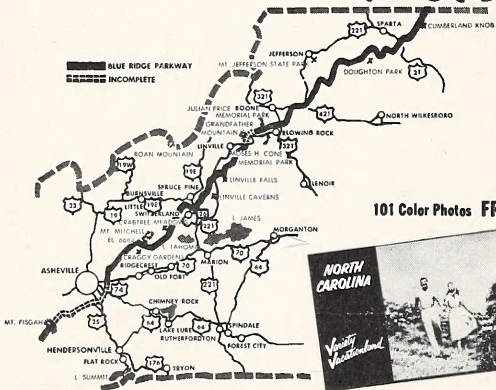 221
SPARTA
CUMBERLAND KNOB
JEFFERSON
MT. JEFFERSON STATE PARK
BLUE RIDGE PARKWAY
INCOMPLETE
DOUGHTON PARK
21
321
JULIAN PRICE
MEMORIAL PARK
BOONE
421
NORTH WILKESBORO
GRANDFATHER
MOUNTAIN
BLOWING ROCK
LINVILLE
321
MOSES H. CONE
MEMORIAL PARK
ROAN MOUNTAIN
19W
19E
LINVILLE FALLS
LENOIR
SPRUCE PINE
BURNSVILLE
LINVILLE CAVERNS
23
19
LITTLE
19E
SWITZERLAND
26
221
L. JAMES
CRABTREE MEADOWS
MT. MITCHELL
EL. 6684
L. TAHOMA
MORGANTON
CRAGGY GARDENS
RIDGECREST
70
MARION
70
64
ASHEVILLE
OLD FORT
74
221
CHIMNEY ROCK
MT. PISGAH
25
64
LAKE LURE
64
SPINDALE
RUTHERFORDTON
FOREST CITY
HENDERSONVILLE
FLAT ROCK
176
TRYON
L. SUMMIT
101 Color Photos
NORTH
CAROLINA
Variety
Vacationland